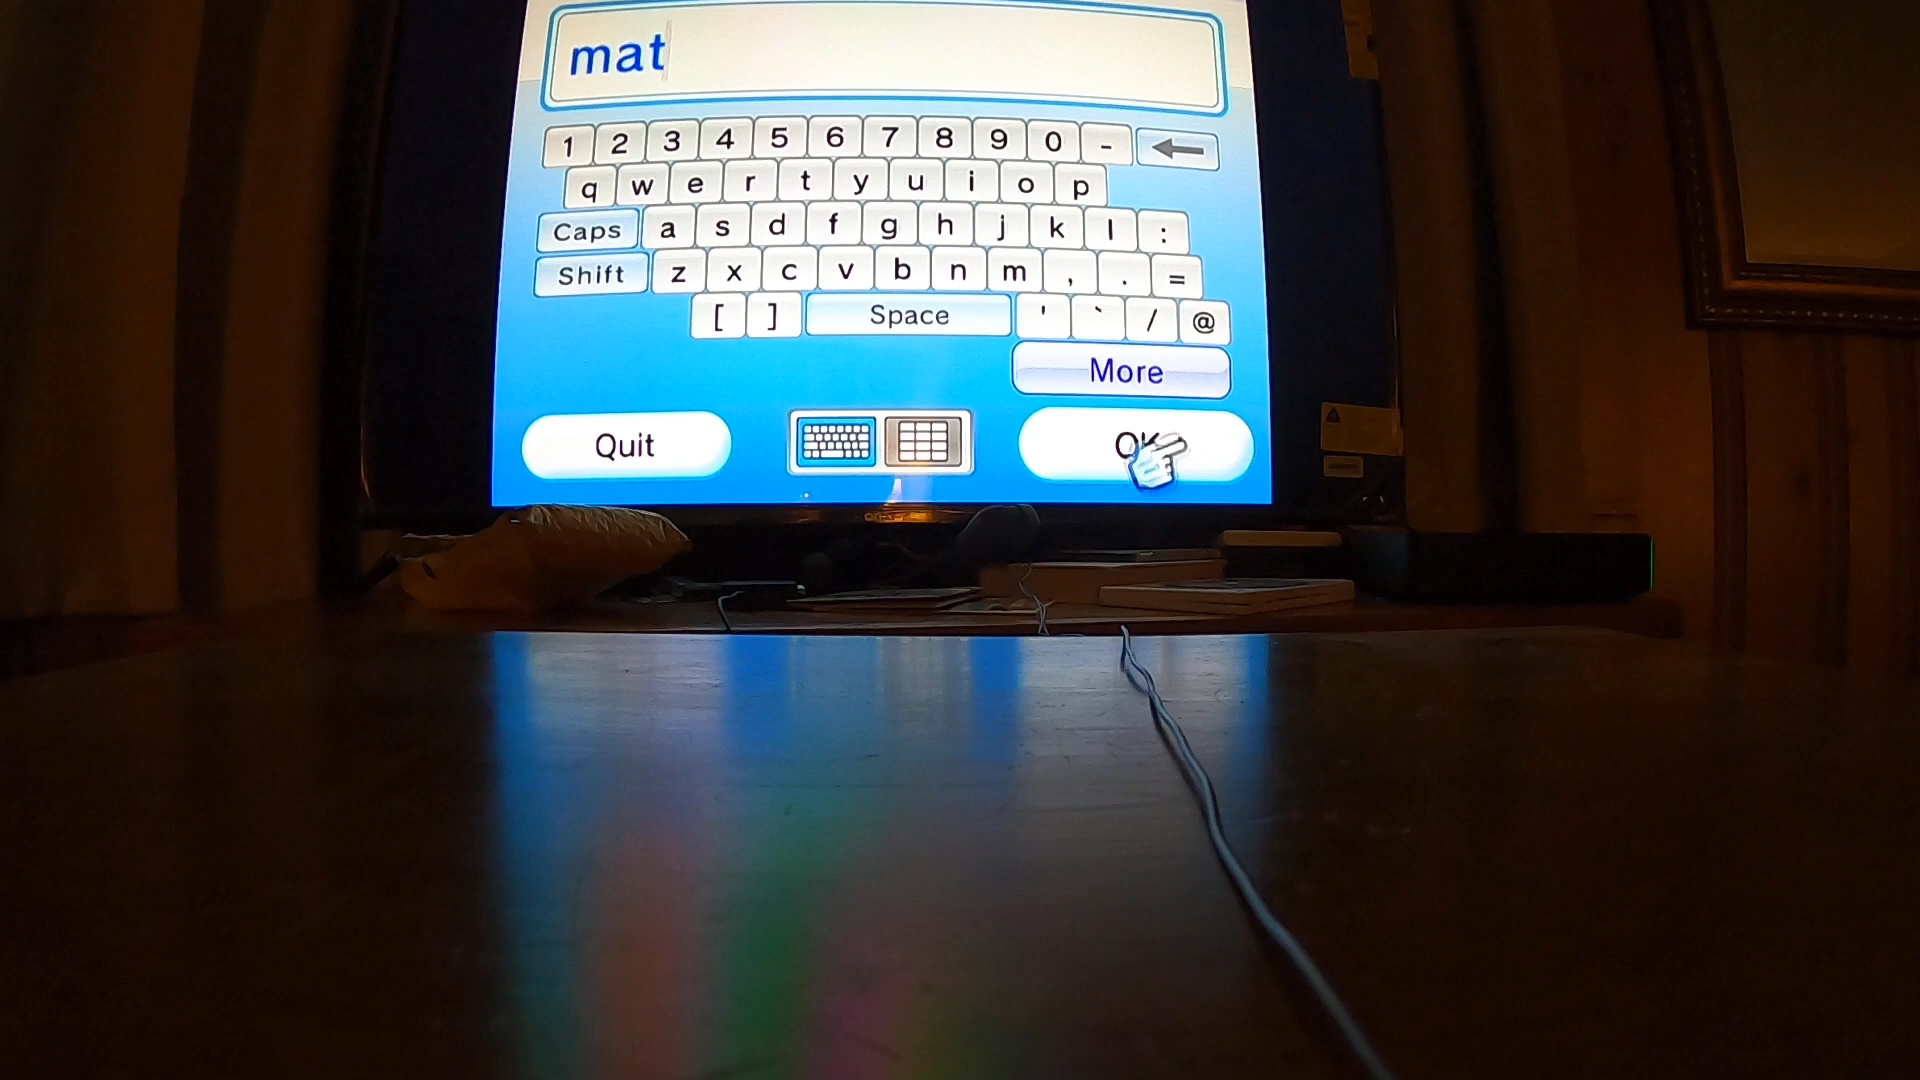 mat
1 2 3 4 5 6 7 8 9 0 -
q w e r t y u i o p
Caps a s d f g h j k l :
Shift z x c v b n m , . =
[ ] Space ' ` / @
More
Quit OK